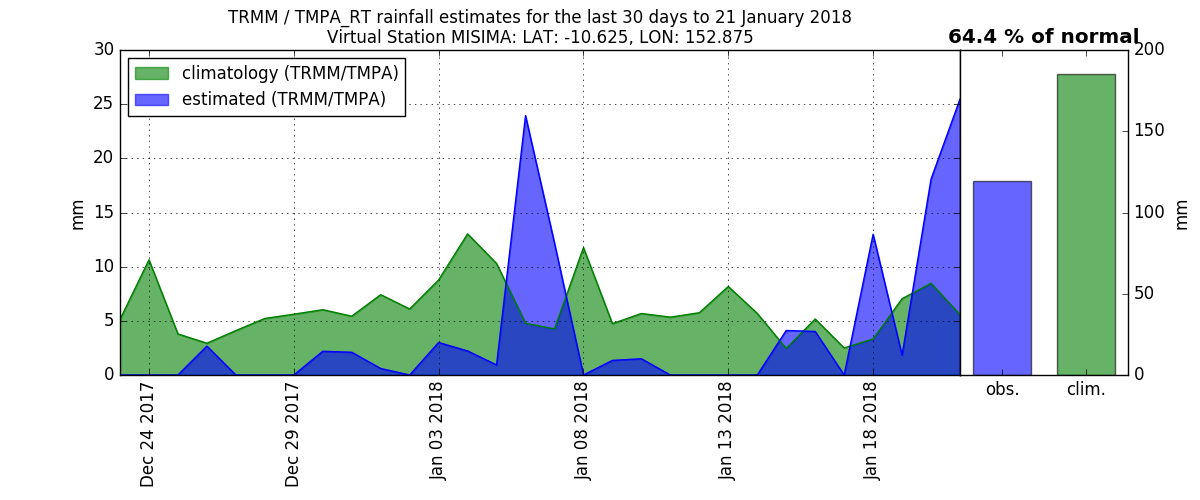 TRMM / TMPA_RT rainfall estimates for the last 30 days to 21 January 2018
Virtual Station MISIMA: LAT: -10.625, LON: 152.875
64.4 % of normal
climatology (TRMM/TMPA)
estimated (TRMM/TMPA)
30
25
20
15
10
5
0
mm
200
150
100
50
0
mm
Dec 24 2017
Dec 29 2017
Jan 03 2018
Jan 08 2018
Jan 13 2018
Jan 18 2018
obs.
clim.